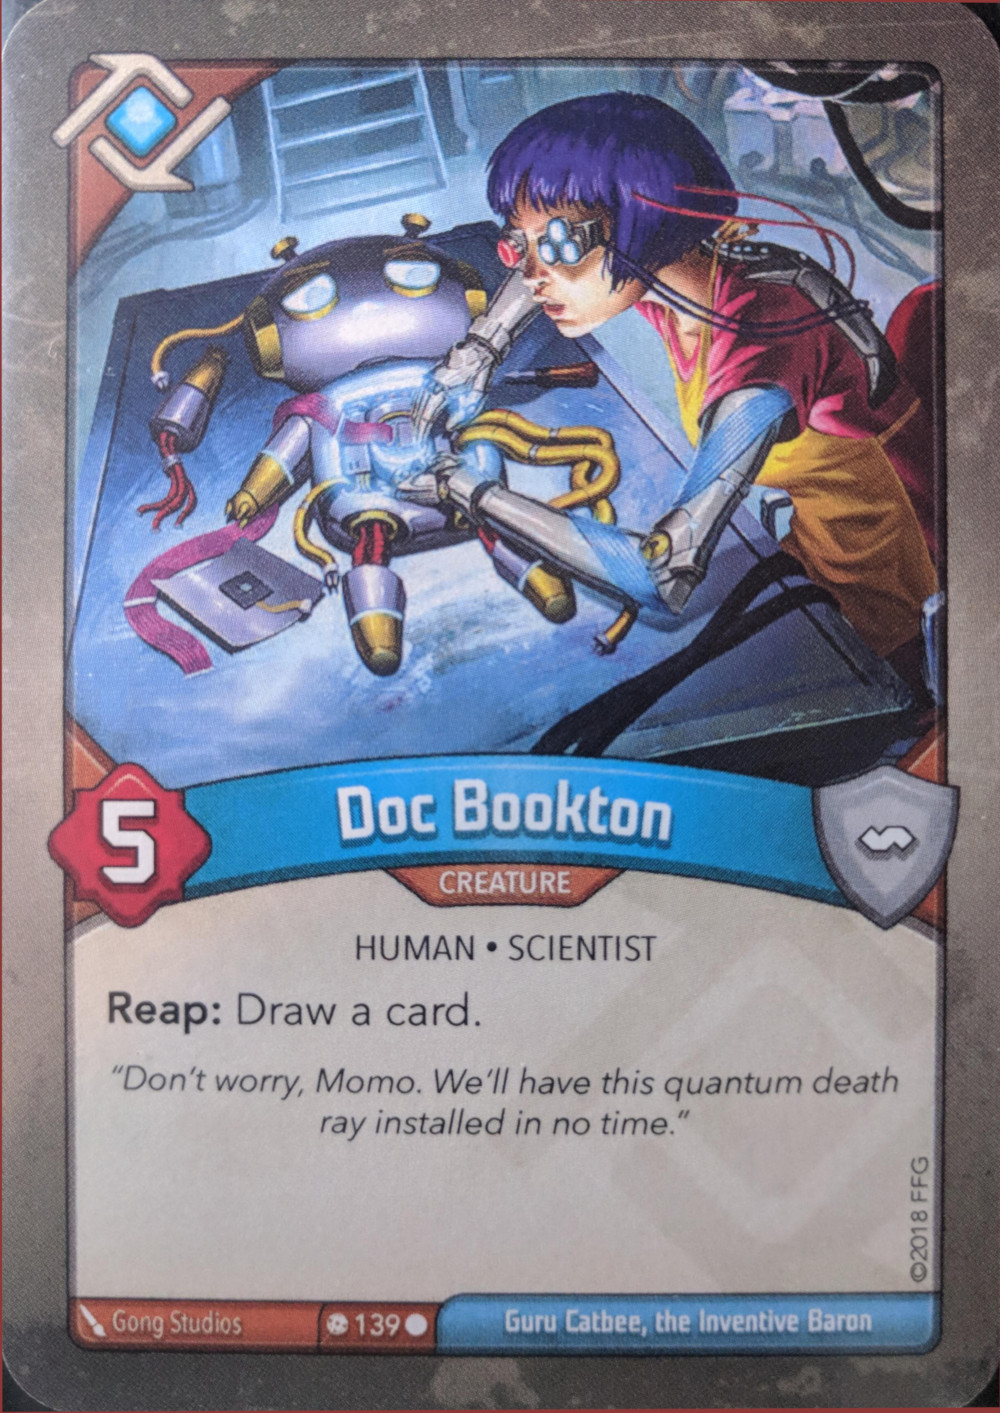 5
Doc Bookton
CREATURE
HUMAN • SCIENTIST
Reap: Draw a card.
“Don't worry, Momo. We'll have this quantum death
ray installed in no time.”
©2018 FFG
Gong Studios
139
Guru Catbee, the Inventive Baron